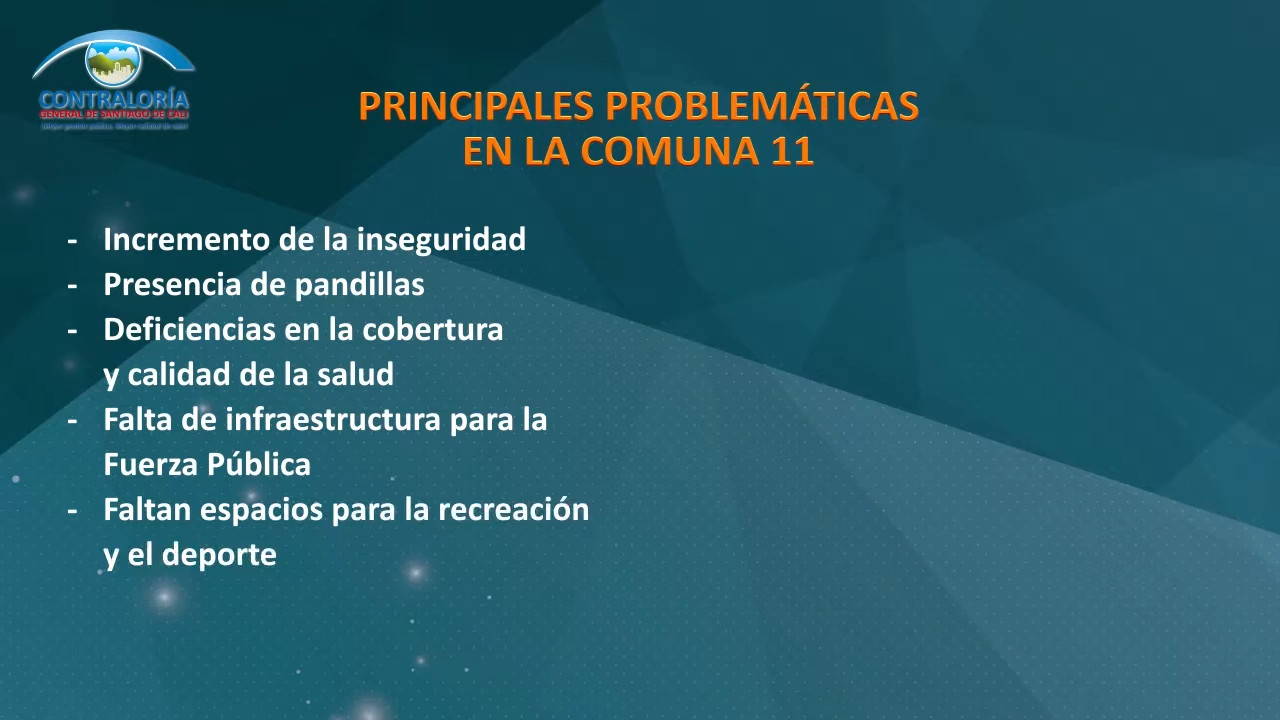 CONTRALORÍA
GENERAL DE SANTIAGO DE CALI
PRINCIPALES PROBLEMÁTICAS
EN LA COMUNA 11
- Incremento de la inseguridad
- Presencia de pandillas
- Deficiencias en la cobertura
y calidad de la salud
- Falta de infraestructura para la
Fuerza Pública
- Faltan espacios para la recreación
y el deporte